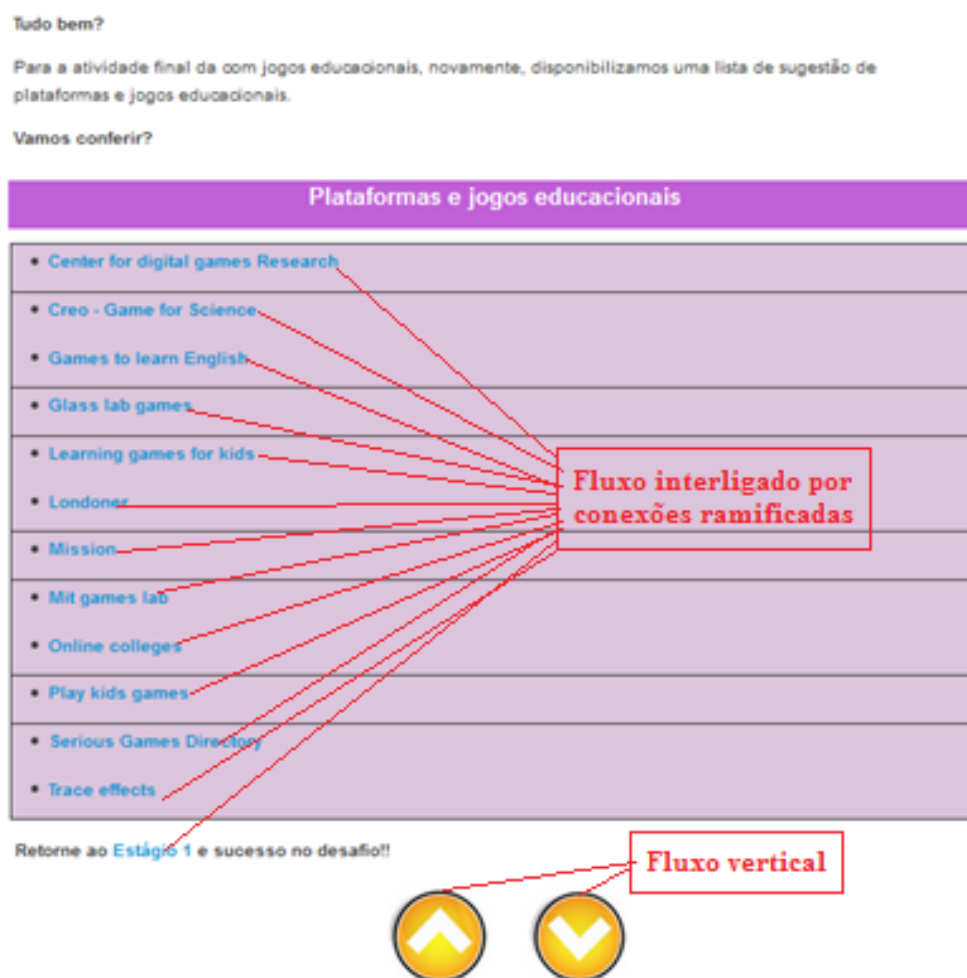 Tudo bem?
Para a atividade final da com jogos educacionais, novamente, disponibilizamos uma lista de sugestão de
plataformas e jogos educacionais.
Vamos conferir?
Plataformas e jogos educacionais
• Center for digital games Research
• Creo - Game for Science
• Games to learn English
• Glass lab games
• Learning games for kids
Fluxo interligado por
conexões ramificadas
• Londoner
• Mission
• Mit games lab
• Online colleges
• Play kids games
• Serious Games Directory
• Trace effects
Retorne ao Estágio 1 e sucesso no desafio!!
Fluxo vertical